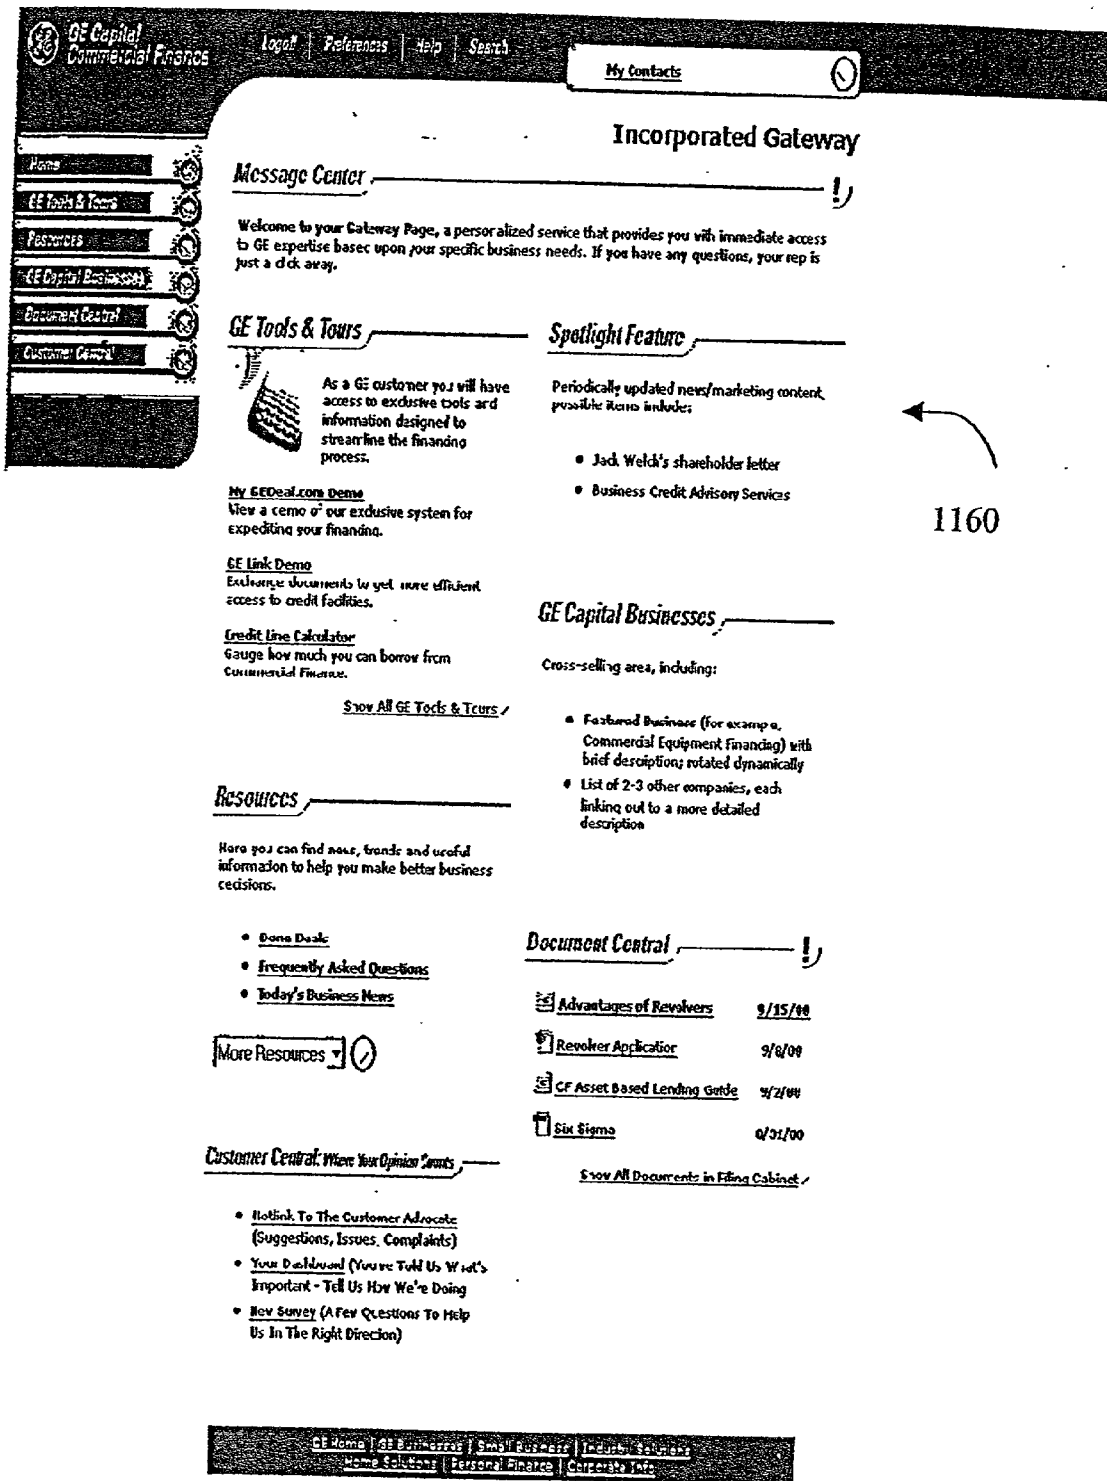 GE Capital
Commercial Finance
Logoff | Preferences | Help | Search
My Contacts
Incorporated Gateway
Home
GE Tools & Tours
Resources
GE Capital Businesses
Document Central
Customer Central
Message Center
Welcome to your Gateway Page, a personalized service that provides you with immediate access
to GE expertise based upon your specific business needs. If you have any questions, your rep is
just a click away.
GE Tools & Tours
As a GE customer you will have
access to exclusive tools and
information designed to
streamline the financing
process.
My GEDeal.com Demo
View a demo of our exclusive system for
expediting your financing.
GE Link Demo
Exchange documents to get more efficient
access to credit facilities.
Credit Line Calculator
Gauge how much you can borrow from
Commercial Finance.
Show All GE Tools & Tours
Spotlight Feature
Periodically updated news/marketing content,
possible items include:
• Jack Welch's shareholder letter
• Business Credit Advisory Services
1160
GE Capital Businesses
Cross-selling area, including:
• Featured Business (for example,
Commercial Equipment Financing) with
brief description; rotated dynamically
• List of 2-3 other companies, each
linking out to a more detailed
description
Resources
Here you can find news, trends and useful
information to help you make better business
decisions.
• Done Deals
• Frequently Asked Questions
• Today's Business News
More Resources
Document Central
Advantages of Revolvers 9/15/00
Revolver Application 9/8/00
CF Asset Based Lending Guide 9/2/00
Six Sigma 8/31/00
Show All Documents in Filing Cabinet
Customer Central: Where Your Opinion Counts
• Hotlink To The Customer Advocate
(Suggestions, Issues, Complaints)
• Your Dashboard (You've Told Us What's
Important - Tell Us How We're Doing
• New Survey (A Few Questions To Help
Us In The Right Direction)
GE Home | GE Businesses | Small Business | Industry Solutions
Home Solutions | Personal Finance | Corporate Info